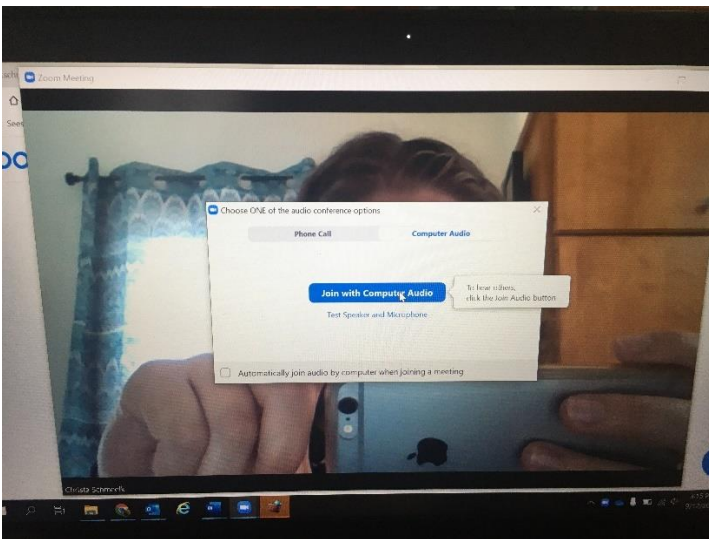 Zoom Meeting
Choose ONE of the audio conference options
Phone Call
Computer Audio
Join with Computer Audio
To hear others,
click the Join Audio button
Test Speaker and Microphone
Automatically join audio by computer when joining a meeting
Christa